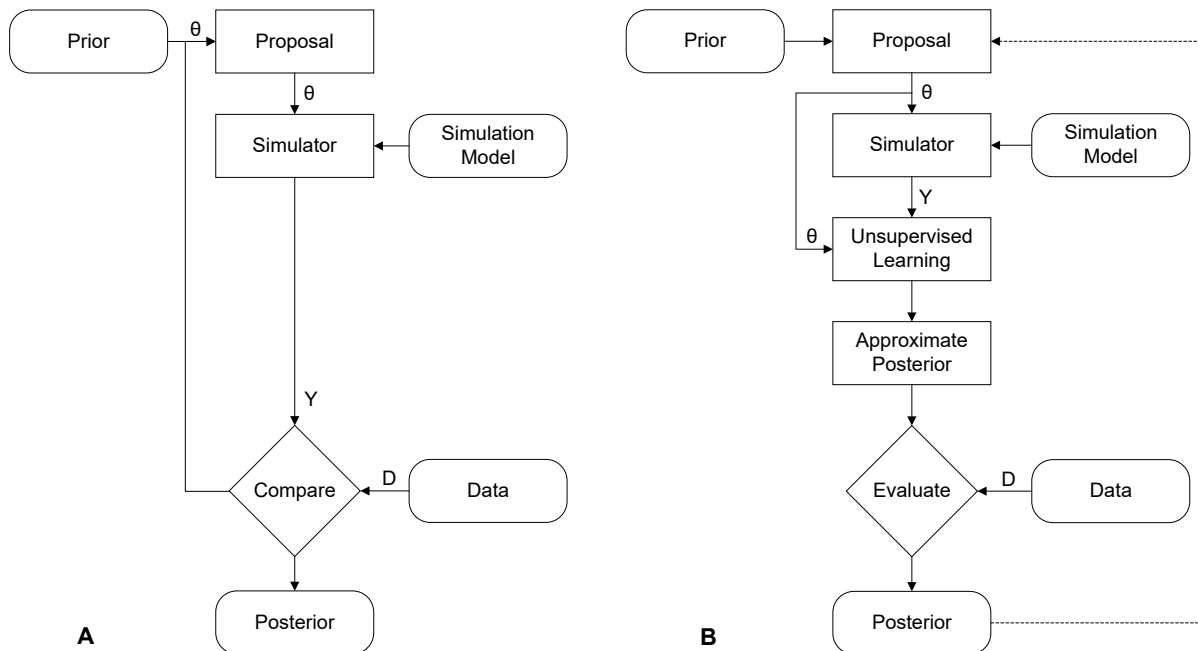 Prior
θ
Proposal
θ
Simulator
Simulation
Model
Y
Compare
D
Data
Posterior
A
Prior
Proposal
θ
Simulator
Simulation
Model
Y
θ
Unsupervised
Learning
Approximate
Posterior
Evaluate
D
Data
Posterior
B